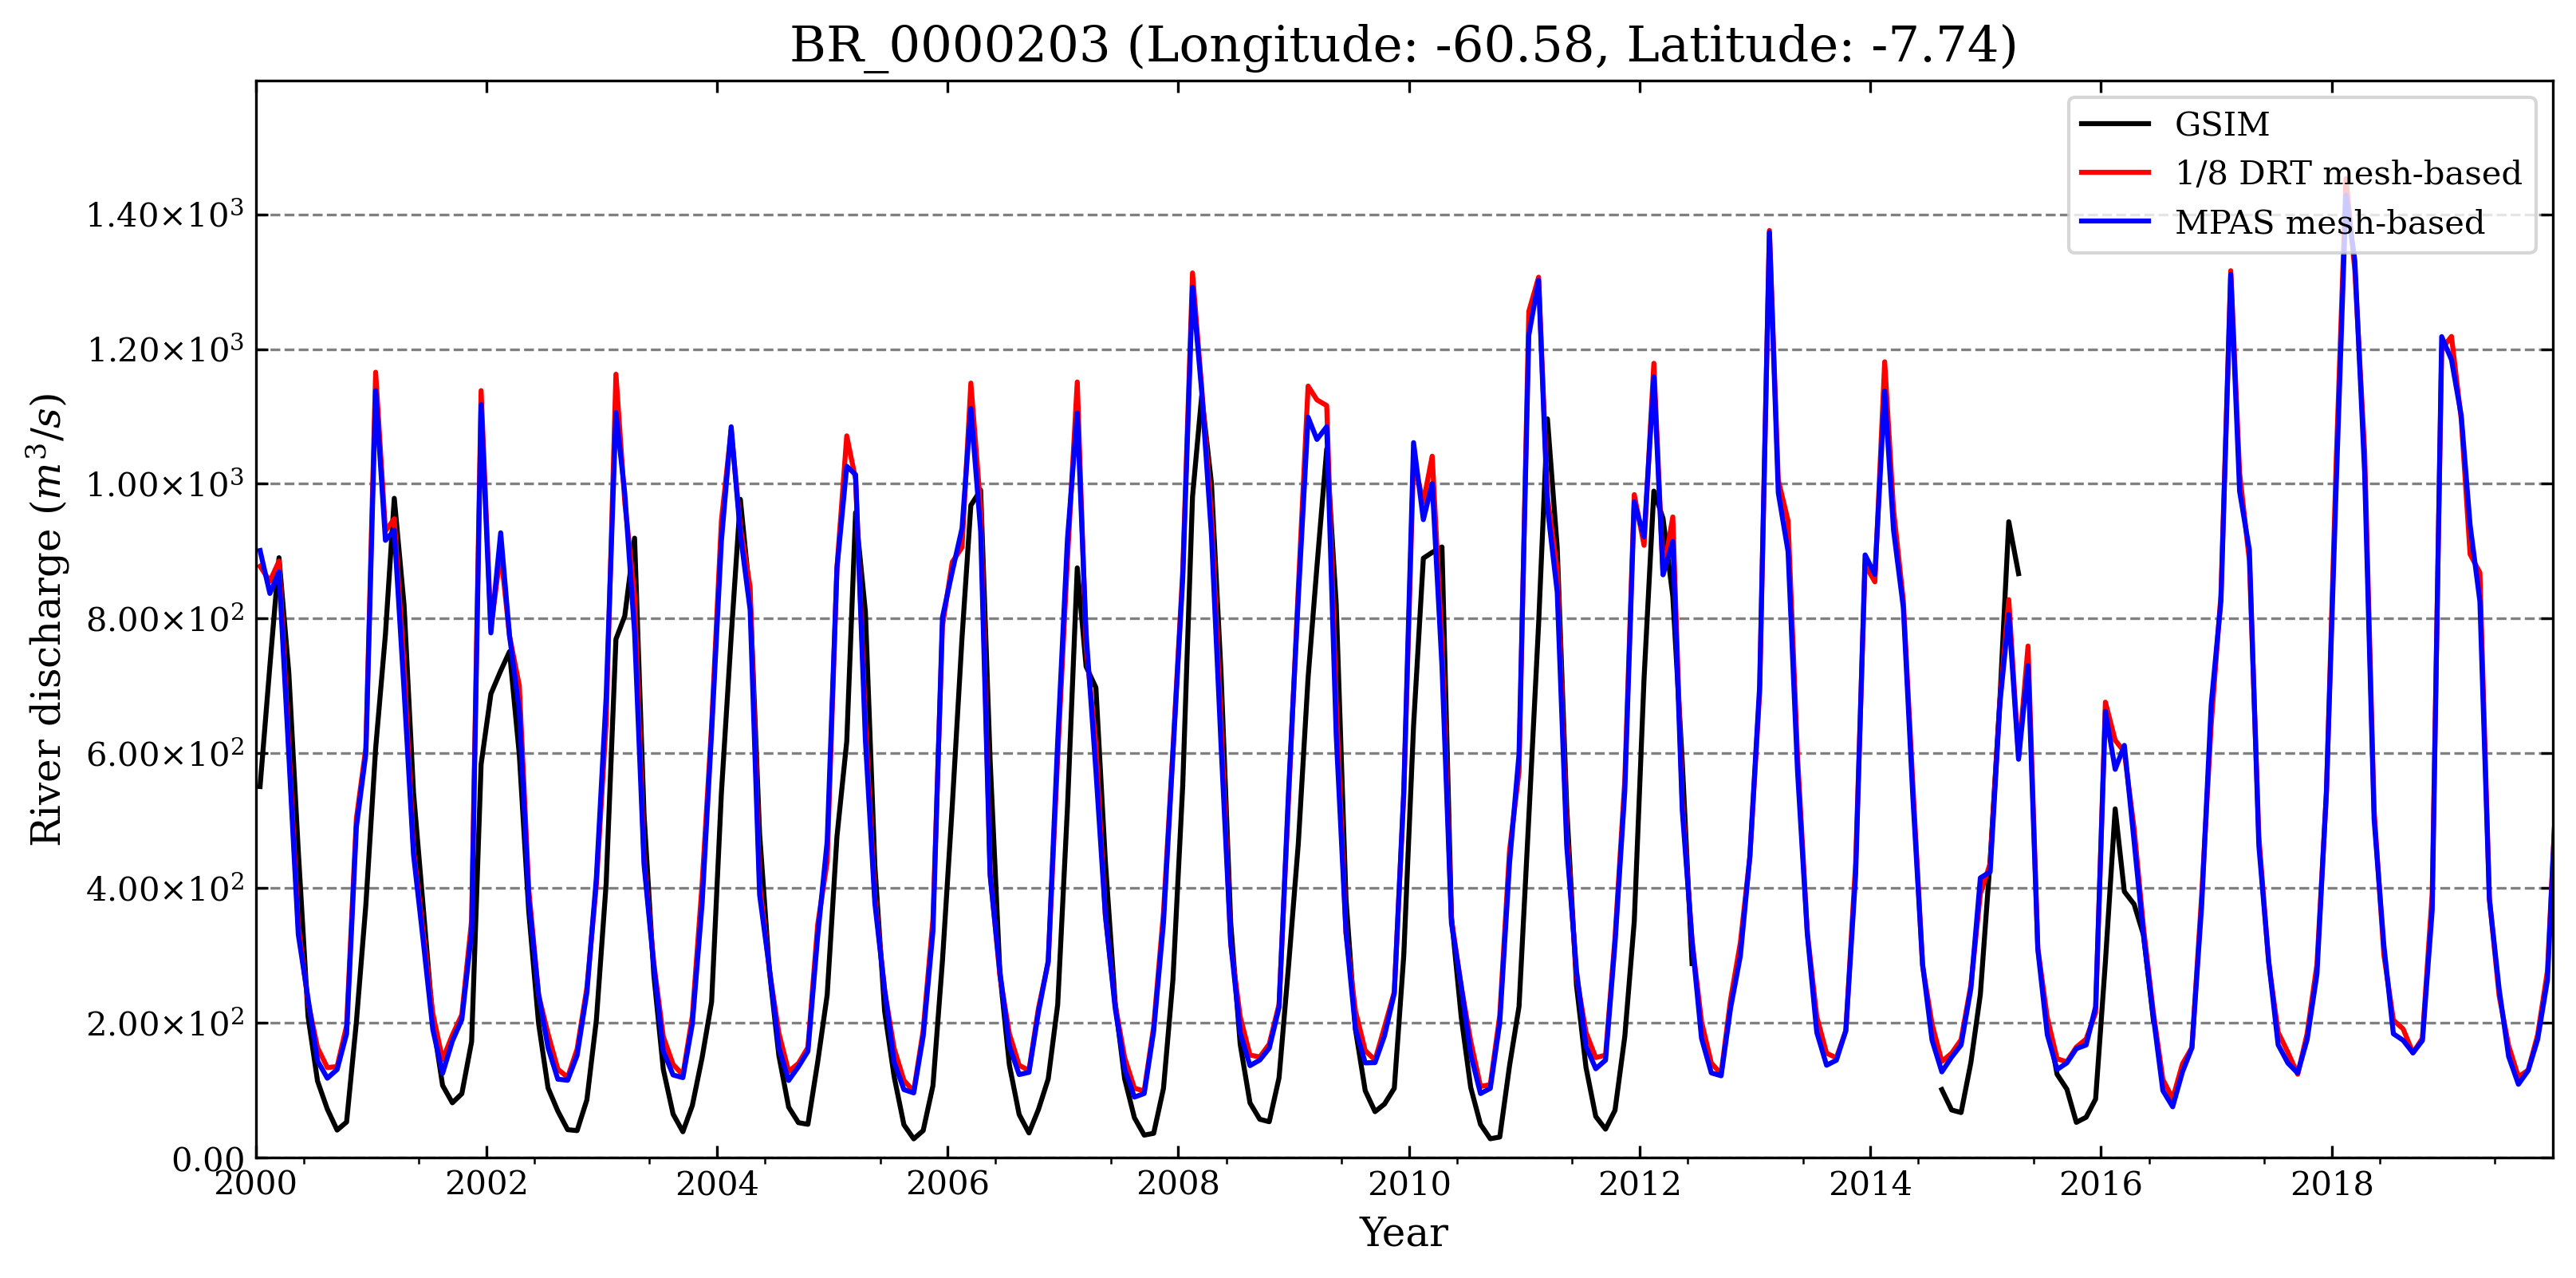 BR_0000203 (Longitude: -60.58, Latitude: -7.74)
GSIM
1/8 DRT mesh-based
MPAS mesh-based
River discharge (m³/s)
1.40×10³
1.20×10³
1.00×10³
8.00×10²
6.00×10²
4.00×10²
2.00×10²
0.00
2000 2002 2004 2006 2008 2010 2012 2014 2016 2018
Year